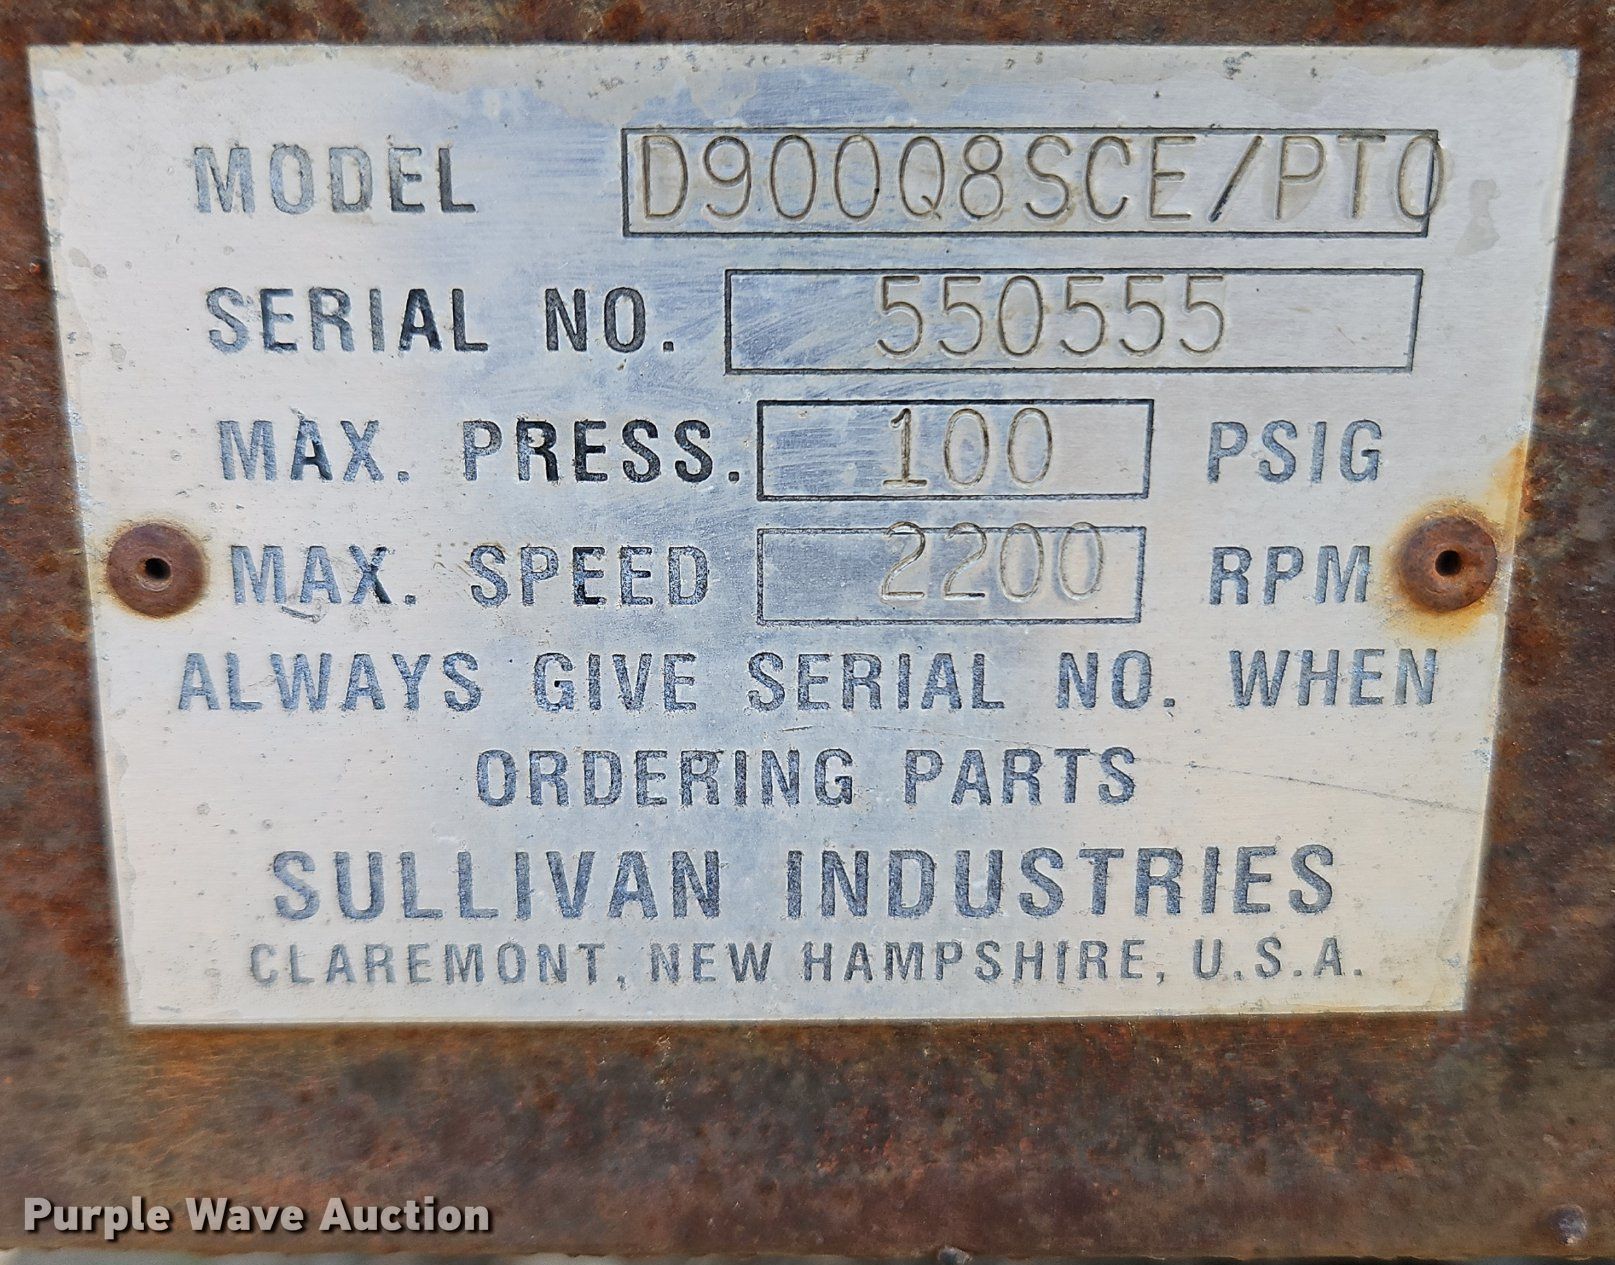 MODEL D900Q8SCE/PTO
SERIAL NO. 550555
MAX. PRESS. 100 PSIG
MAX. SPEED 2200 RPM
ALWAYS GIVE SERIAL NO. WHEN
ORDERING PARTS
SULLIVAN INDUSTRIES
CLAREMONT, NEW HAMPSHIRE, U.S.A.
Purple Wave Auction